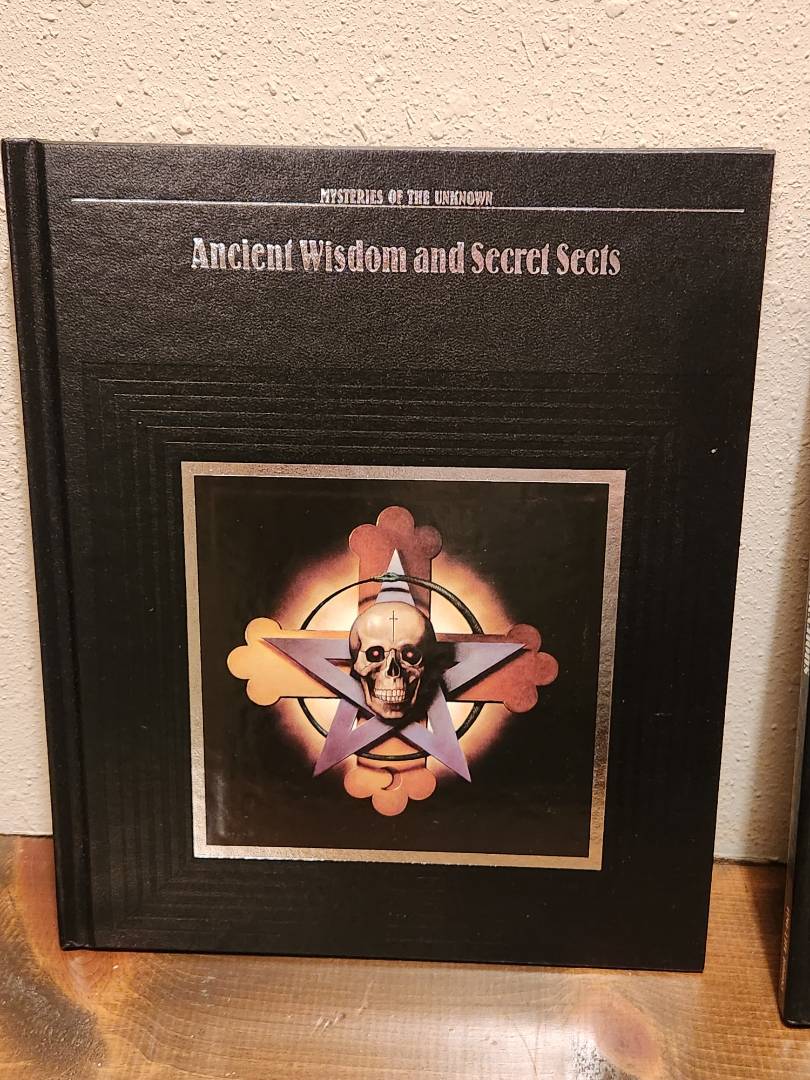 MYSTERIES OF THE UNKNOWN
Ancient Wisdom and Secret Sects